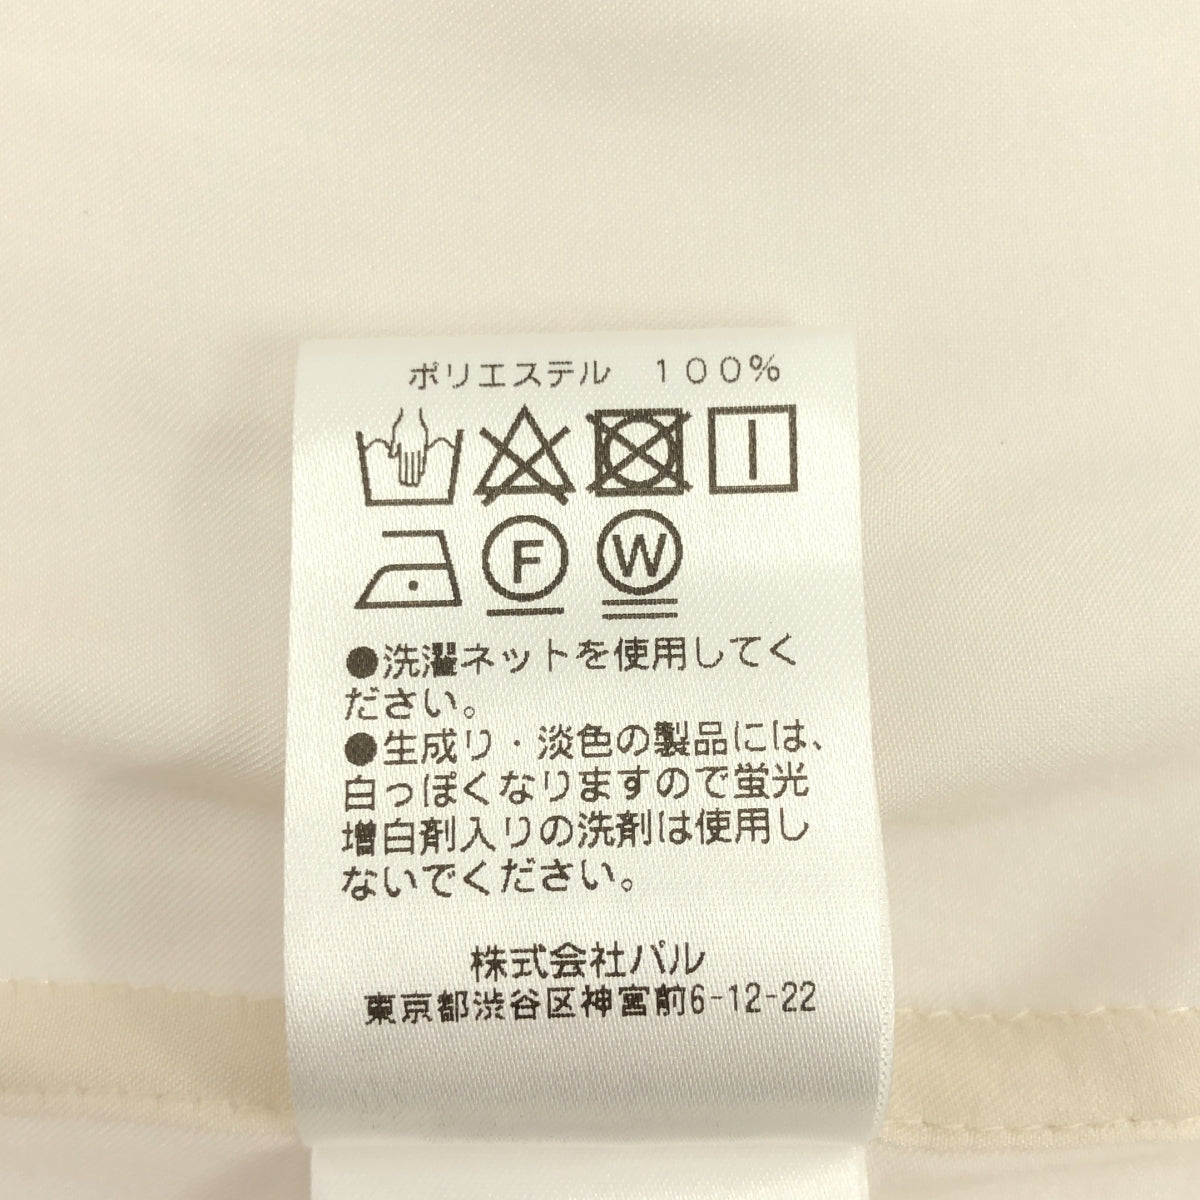 ポリエステル　１００％
F W
●洗濯ネットを使用してく
ださい。
●生成り・淡色の製品には、
白っぽくなりますので蛍光
増白剤入りの洗剤は使用し
ないでください。
株式会社パル
東京都渋谷区神宮前6-12-22